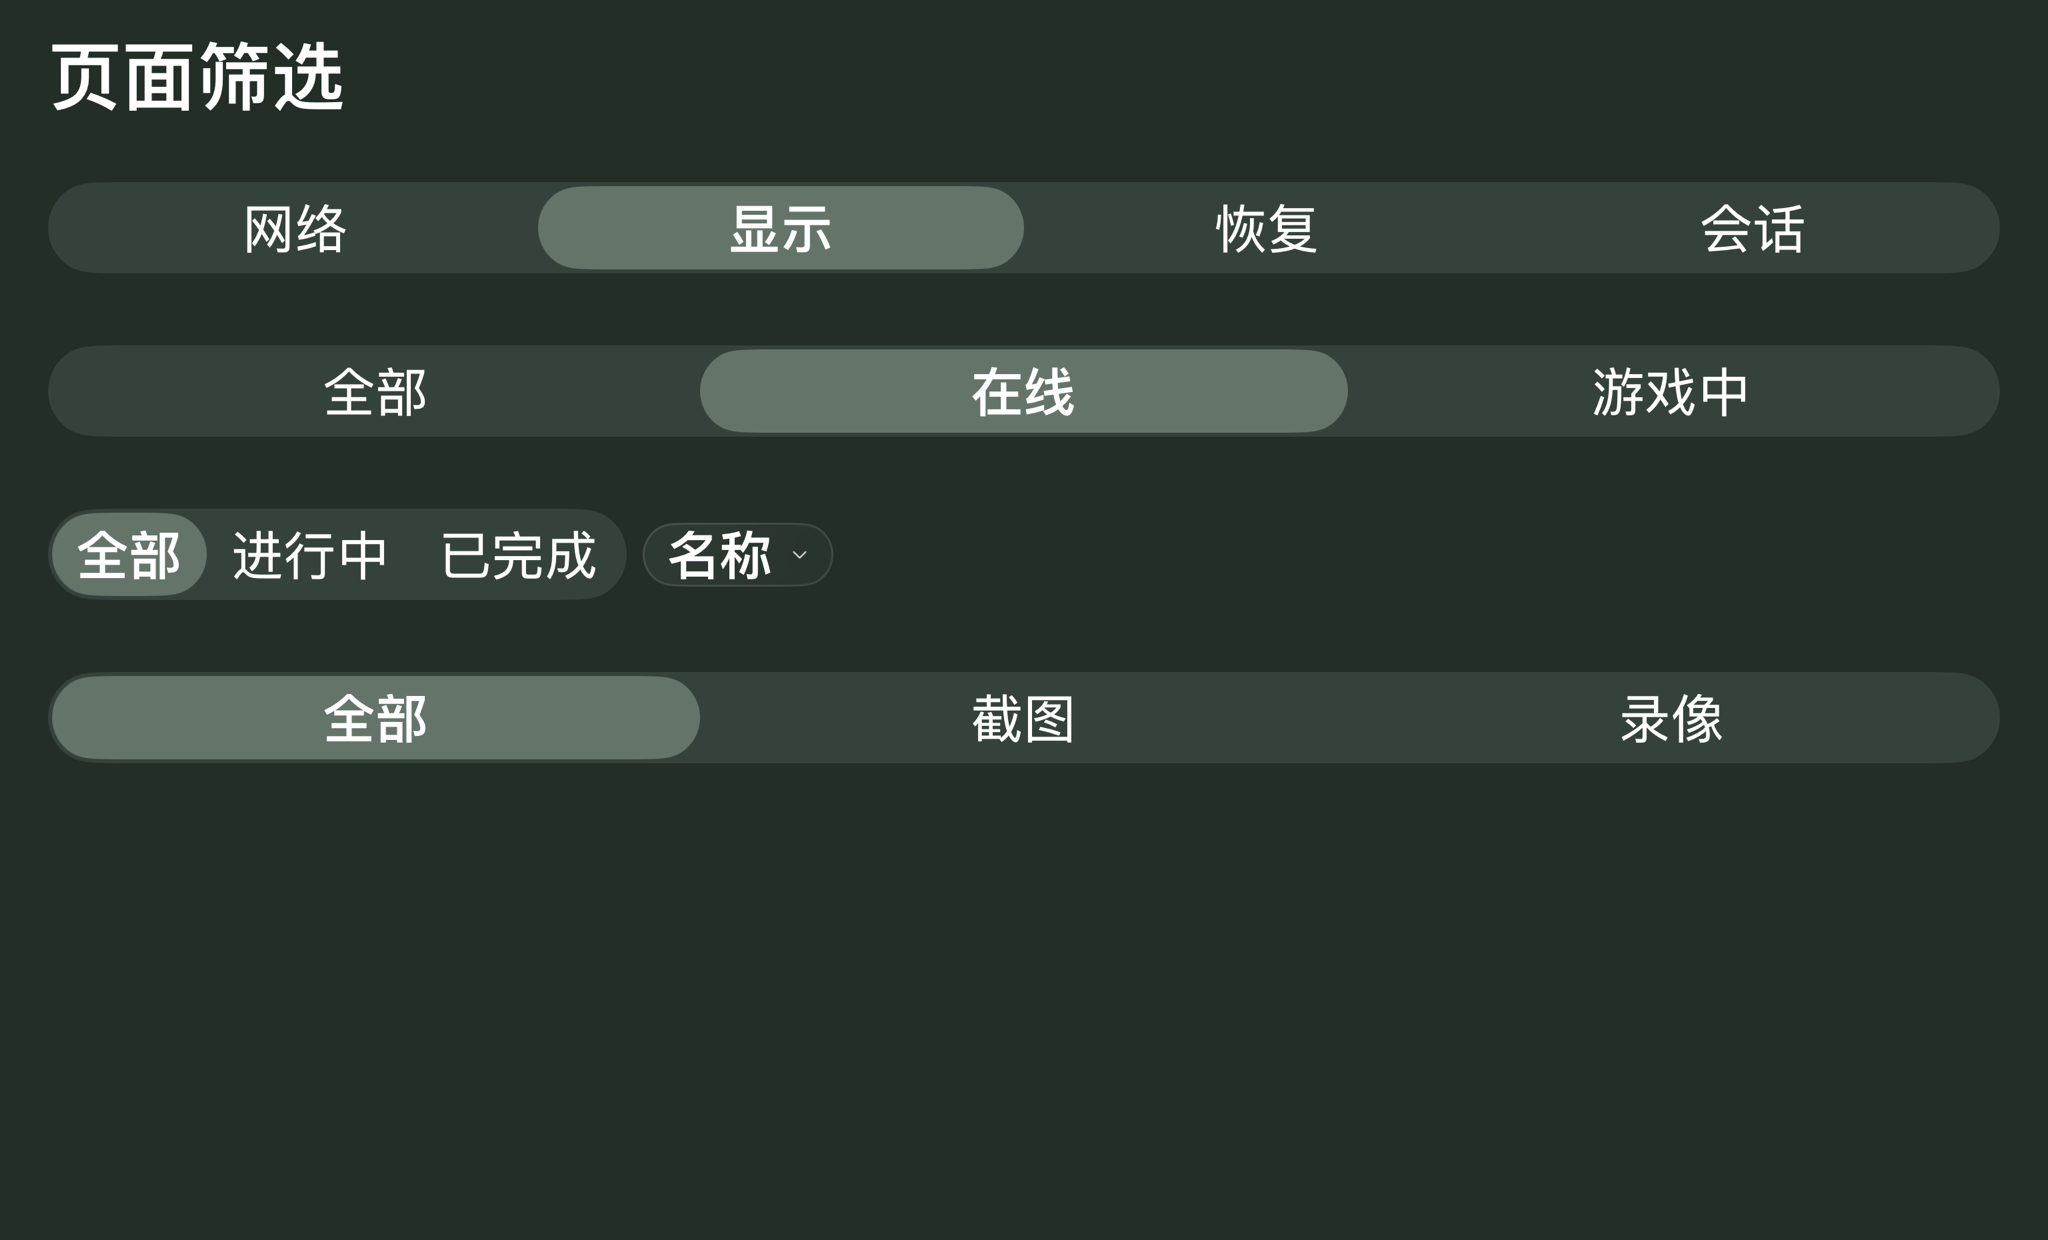 页面筛选
网络 显示 恢复 会话
全部 在线 游戏中
全部 进行中 已完成 名称
全部 截图 录像